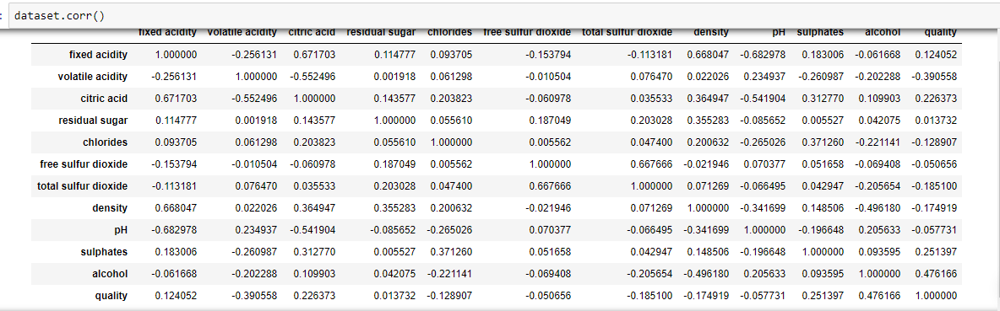 : dataset.corr()
fixed acidity volatile acidity citric acid residual sugar chlorides free sulfur dioxide total sulfur dioxide density pH sulphates alcohol quality
fixed acidity 1.000000 -0.256131 0.671703 0.114777 0.093705 -0.153794 -0.113181 0.668047 -0.682978 0.183006 -0.061668 0.124052
volatile acidity -0.256131 1.000000 -0.552496 0.001918 0.061298 -0.010504 0.076470 0.022026 0.234937 -0.260987 -0.202288 -0.390558
citric acid 0.671703 -0.552496 1.000000 0.143577 0.203823 -0.060978 0.035533 0.364947 -0.541904 0.312770 0.109903 0.226373
residual sugar 0.114777 0.001918 0.143577 1.000000 0.055610 0.187049 0.203028 0.355283 -0.085652 0.005527 0.042075 0.013732
chlorides 0.093705 0.061298 0.203823 0.055610 1.000000 0.005562 0.047400 0.200632 -0.265026 0.371260 -0.221141 -0.128907
free sulfur dioxide -0.153794 -0.010504 -0.060978 0.187049 0.005562 1.000000 0.667666 -0.021946 0.070377 0.051658 -0.069408 -0.050656
total sulfur dioxide -0.113181 0.076470 0.035533 0.203028 0.047400 0.667666 1.000000 0.071269 -0.066495 0.042947 -0.205654 -0.185100
density 0.668047 0.022026 0.364947 0.355283 0.200632 -0.021946 0.071269 1.000000 -0.341699 0.148506 -0.496180 -0.174919
pH -0.682978 0.234937 -0.541904 -0.085652 -0.265026 0.070377 -0.066495 -0.341699 1.000000 -0.196648 0.205633 -0.057731
sulphates 0.183006 -0.260987 0.312770 0.005527 0.371260 0.051658 0.042947 0.148506 -0.196648 1.000000 0.093595 0.251397
alcohol -0.061668 -0.202288 0.109903 0.042075 -0.221141 -0.069408 -0.205654 -0.496180 0.205633 0.093595 1.000000 0.476166
quality 0.124052 -0.390558 0.226373 0.013732 -0.128907 -0.050656 -0.185100 -0.174919 -0.057731 0.251397 0.476166 1.000000